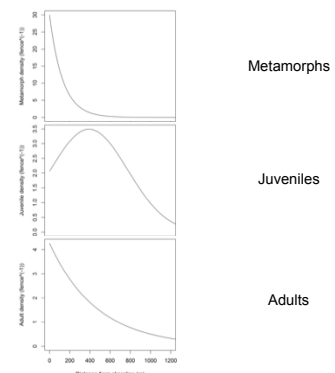 Metamorph density (fence^(-1))
0 5 10 15 20 25 30
Metamorphs
Juvenile density (fence^(-1))
0.0 0.5 1.0 1.5 2.0 2.5 3.0 3.5
Juveniles
Adult density (fence^(-1))
0 1 2 3 4
Adults
0 200 400 600 800 1000 1200